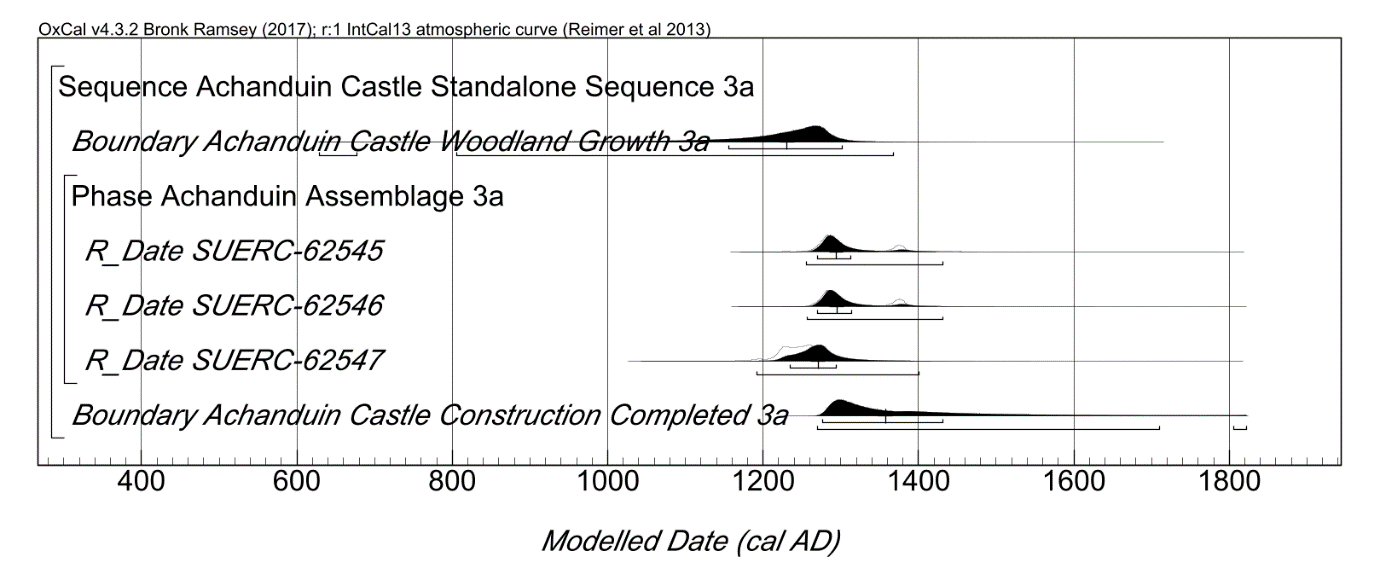 OxCal v4.3.2 Bronk Ramsey (2017); r:1 IntCal13 atmospheric curve (Reimer et al 2013)
Sequence Achanduin Castle Standalone Sequence 3a
Boundary Achanduin Castle Woodland Growth 3a
Phase Achanduin Assemblage 3a
R_Date SUERC-62545
R_Date SUERC-62546
R_Date SUERC-62547
Boundary Achanduin Castle Construction Completed 3a
400 600 800 1000 1200 1400 1600 1800
Modelled Date (cal AD)